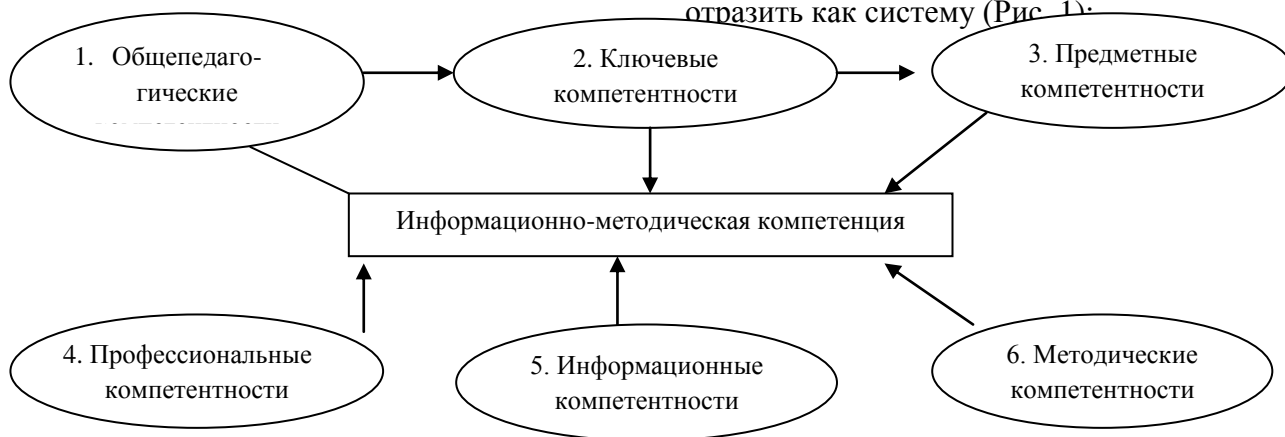 отразить как систему (Рис. 1):
1. Общепедаго-
гические
2. Ключевые
компетентности
3. Предметные
компетентности
Информационно-методическая компетенция
4. Профессиональные
компетентности
5. Информационные
компетентности
6. Методические
компетентности